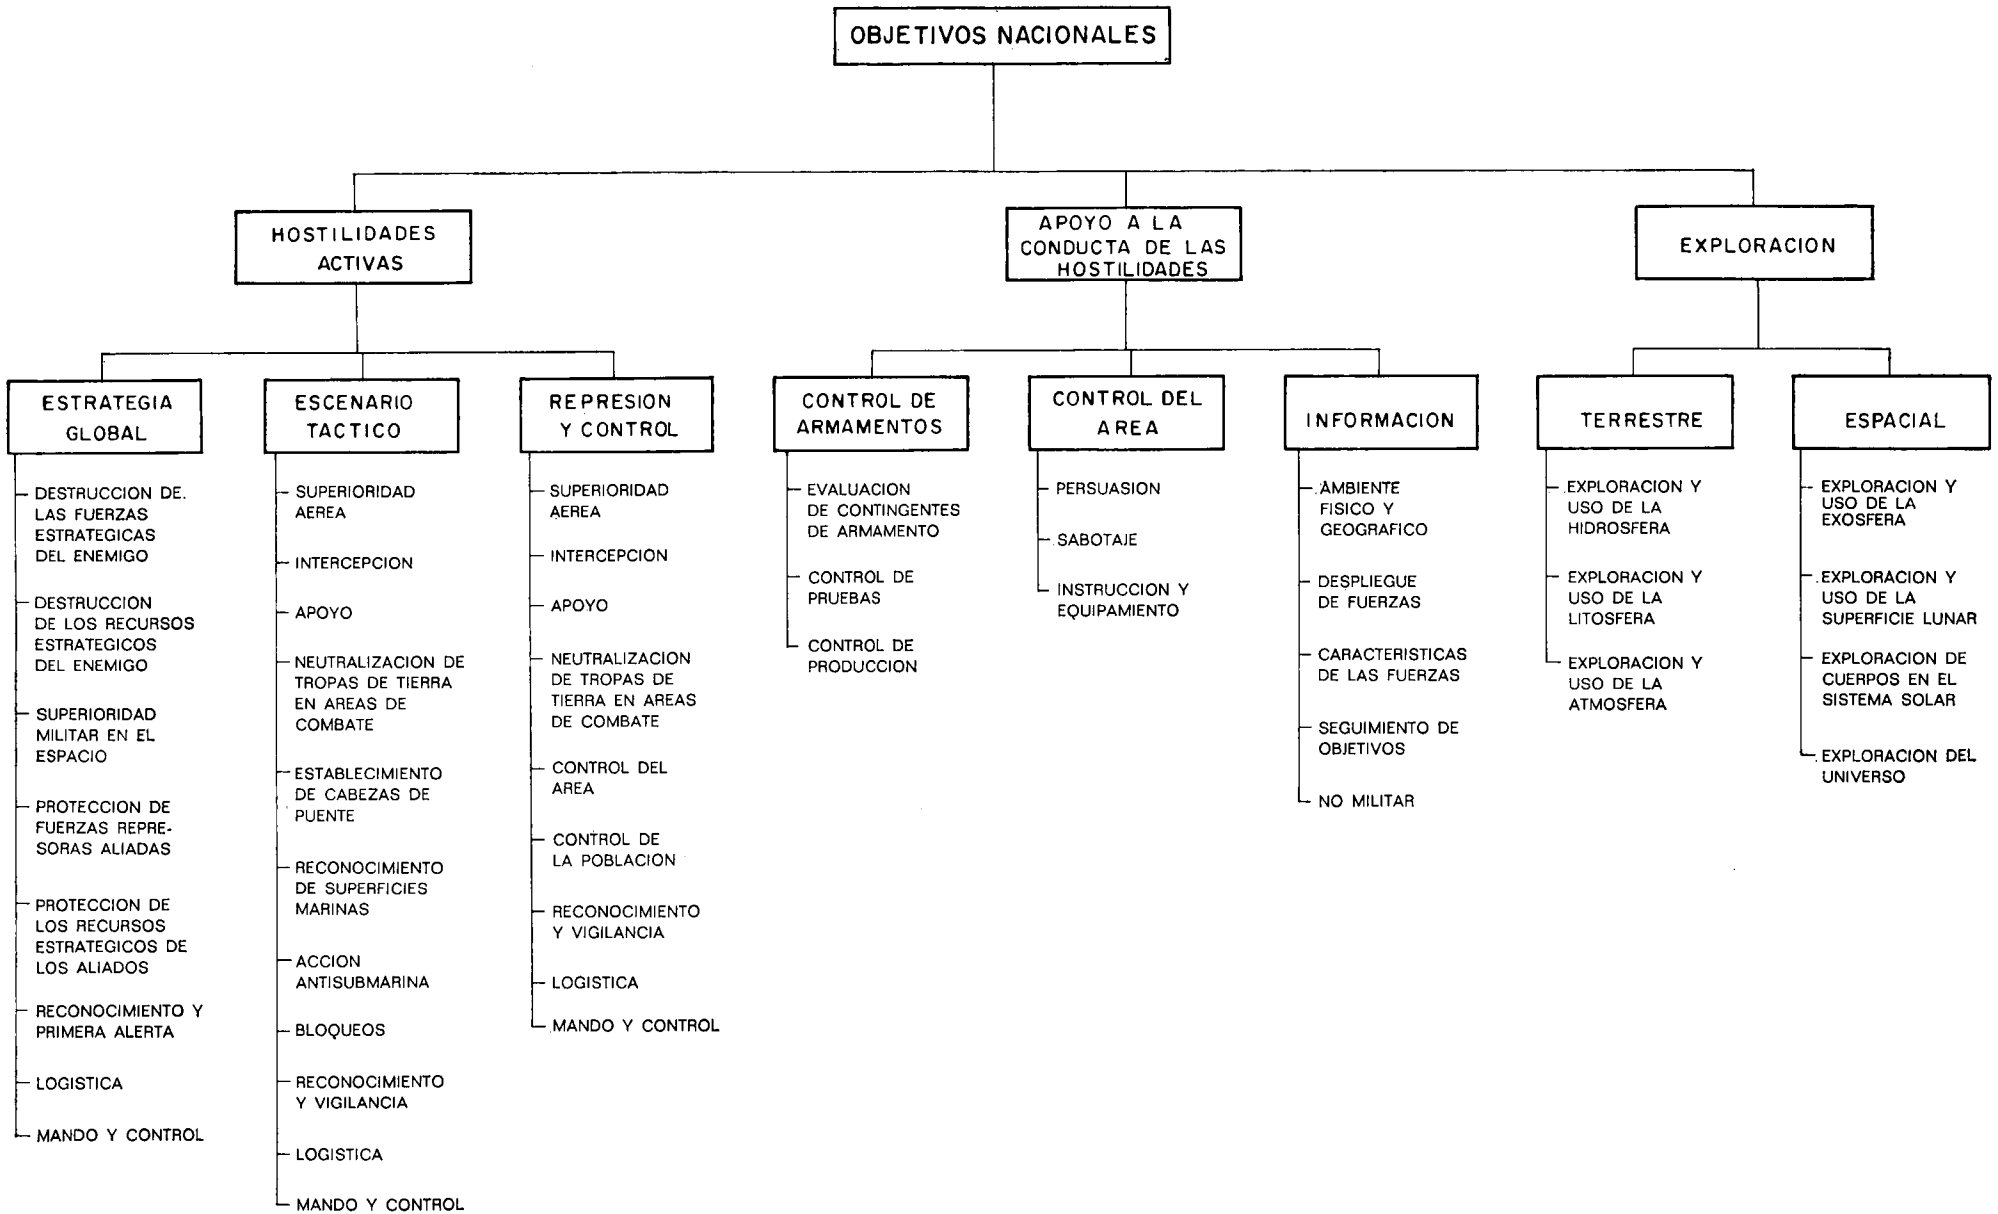 OBJETIVOS NACIONALES
HOSTILIDADES
ACTIVAS
APOYO A LA
CONDUCTA DE LAS
HOSTILIDADES
EXPLORACION
ESTRATEGIA
GLOBAL
ESCENARIO
TACTICO
REPRESION
Y CONTROL
CONTROL DE
ARMAMENTOS
CONTROL DEL
AREA
INFORMACION
TERRESTRE
ESPACIAL
DESTRUCCION DE
LAS FUERZAS
ESTRATEGICAS
DEL ENEMIGO
DESTRUCCION
DE LOS RECURSOS
ESTRATEGICOS
DEL ENEMIGO
SUPERIORIDAD
MILITAR EN EL
ESPACIO
PROTECCION DE
FUERZAS REPRE-
SORAS ALIADAS
PROTECCION DE
LOS RECURSOS
ESTRATEGICOS DE
LOS ALIADOS
RECONOCIMIENTO Y
PRIMERA ALERTA
LOGISTICA
MANDO Y CONTROL
SUPERIORIDAD
AEREA
INTERCEPCION
APOYO
NEUTRALIZACION DE
TROPAS DE TIERRA
EN AREAS DE
COMBATE
ESTABLECIMIENTO
DE CABEZAS DE
PUENTE
RECONOCIMIENTO
DE SUPERFICIES
MARINAS
ACCION
ANTISUBMARINA
BLOQUEOS
RECONOCIMIENTO
Y VIGILANCIA
LOGISTICA
MANDO Y CONTROL
SUPERIORIDAD
AEREA
INTERCEPCION
APOYO
NEUTRALIZACION
DE TROPAS DE
TIERRA EN AREAS
DE COMBATE
CONTROL DEL
AREA
CONTROL DE
LA POBLACION
RECONOCIMIENTO
Y VIGILANCIA
LOGISTICA
MANDO Y CONTROL
EVALUACION
DE CONTINGENTES
DE ARMAMENTO
CONTROL DE
PRUEBAS
CONTROL DE
PRODUCCION
PERSUASION
SABOTAJE
INSTRUCCION Y
EQUIPAMIENTO
AMBIENTE
FISICO Y
GEOGRAFICO
DESPLIEGUE
DE FUERZAS
CARACTERISTICAS
DE LAS FUERZAS
SEGUIMIENTO DE
OBJETIVOS
NO MILITAR
EXPLORACION Y
USO DE LA
HIDROSFERA
EXPLORACION Y
USO DE LA
LITOSFERA
EXPLORACION Y
USO DE LA
ATMOSFERA
EXPLORACION Y
USO DE LA
EXOSFERA
EXPLORACION Y
USO DE LA
SUPERFICIE LUNAR
EXPLORACION DE
CUERPOS EN EL
SISTEMA SOLAR
EXPLORACION DEL
UNIVERSO